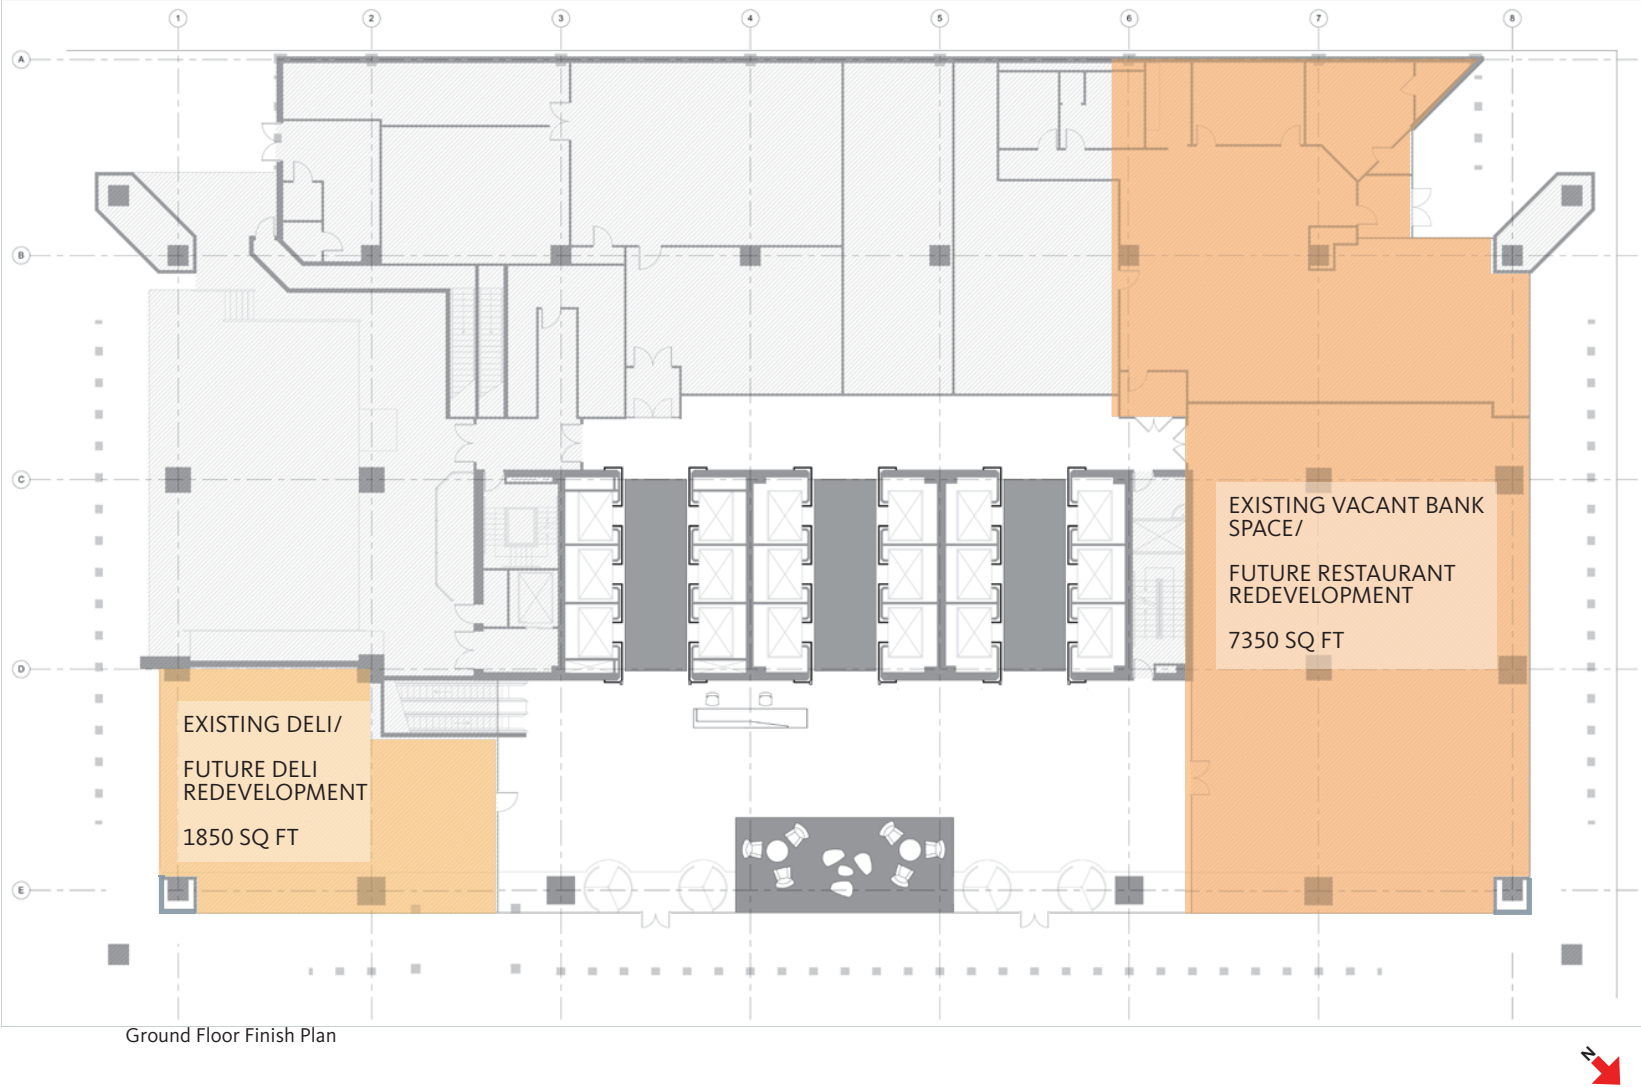 1 2 3 4 5 6 7 8
A
B
C
D
E
EXISTING VACANT BANK
SPACE/
FUTURE RESTAURANT
REDEVELOPMENT
7350 SQ FT
EXISTING DELI/
FUTURE DELI
REDEVELOPMENT
1850 SQ FT
Ground Floor Finish Plan
N